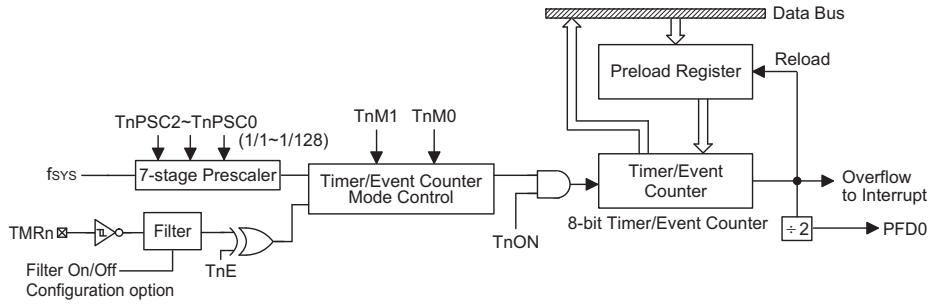 Data Bus
Preload Register
Reload
TnPSC2~TnPSC0
(1/1~1/128)
TnM1
TnM0
fSYS
7-stage Prescaler
Timer/Event Counter
Mode Control
Timer/Event
Counter
Overflow
to Interrupt
8-bit Timer/Event Counter
TMRn
Filter
TnE
TnON
÷2
PFD0
Filter On/Off
Configuration option